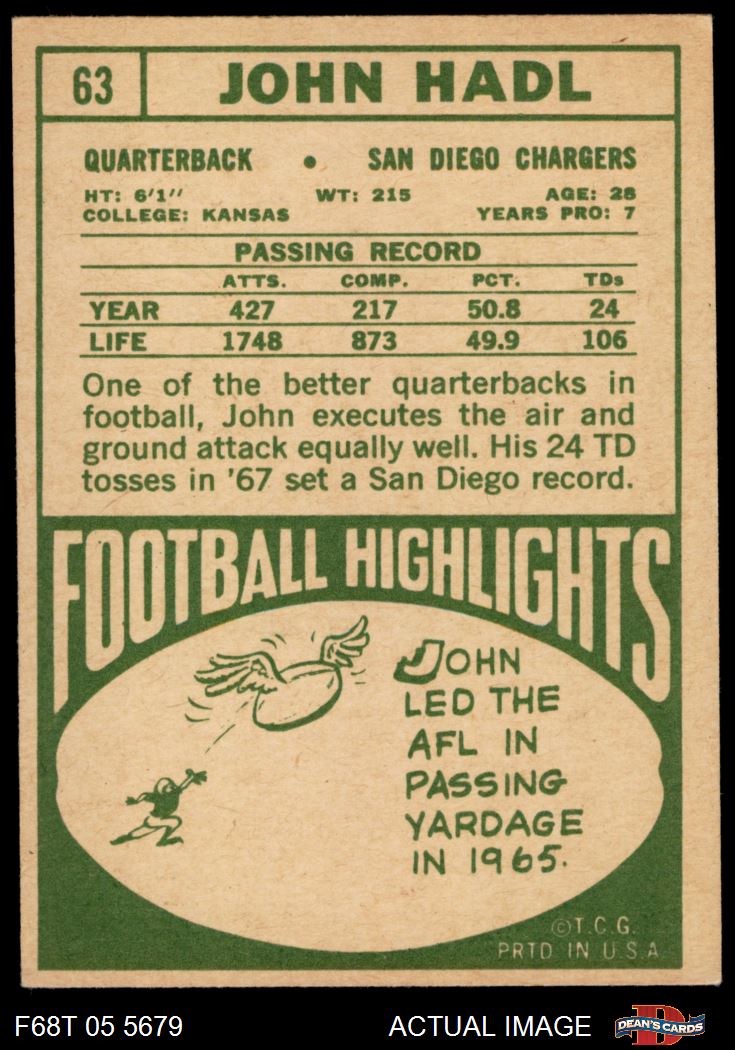 63 JOHN HADL
QUARTERBACK • SAN DIEGO CHARGERS
HT: 6'1" WT: 215 AGE: 28
COLLEGE: KANSAS YEARS PRO: 7
PASSING RECORD
ATTS. COMP. PCT. TDs
YEAR 427 217 50.8 24
LIFE 1748 873 49.9 106
One of the better quarterbacks in
football, John executes the air and
ground attack equally well. His 24 TD
tosses in '67 set a San Diego record.
FOOTBALL HIGHLIGHTS
JOHN
LED THE
AFL IN
PASSING
YARDAGE
IN 1965.
©T.C.G.
PRTD IN U.S.A
F68T 05 5679 ACTUAL IMAGE D DEAN'S CARDS